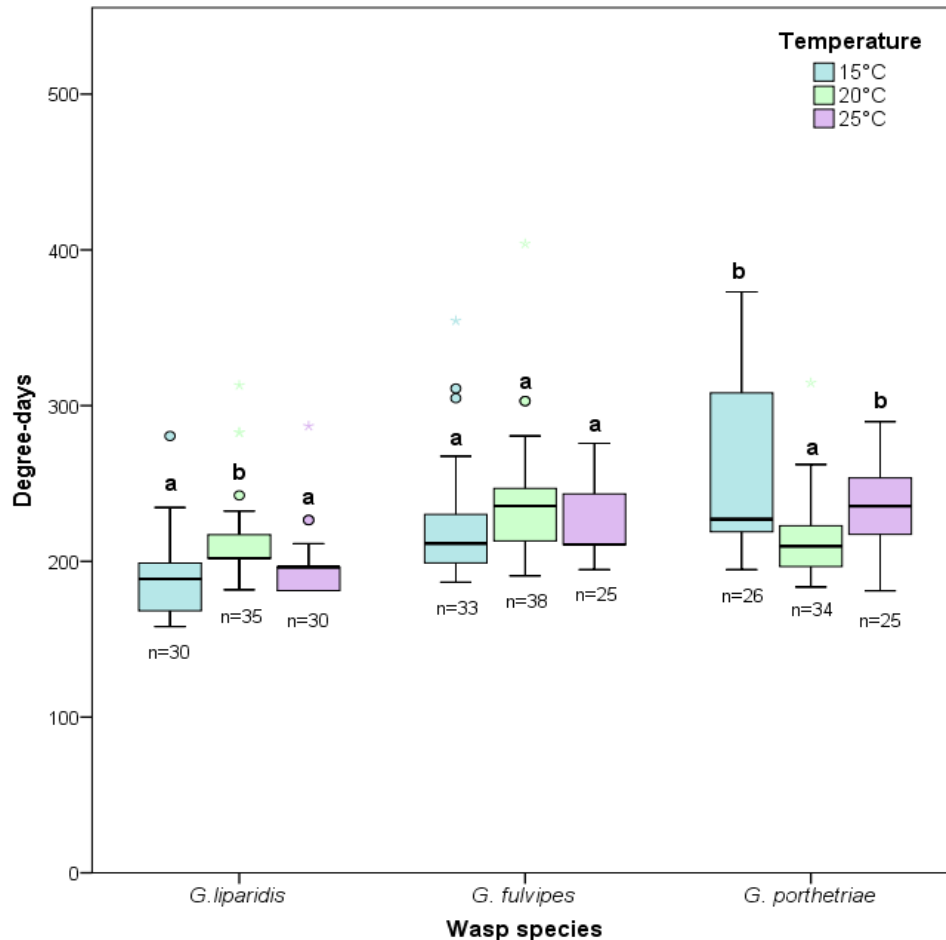 Temperature
15°C
20°C
25°C
Degree-days
500
400
300
200
100
0
a
b
a
n=30
n=35
n=30
a
a
a
n=33
n=38
n=25
b
a
b
n=26
n=34
n=25
G.liparidis
G. fulvipes
G. porthetriae
Wasp species